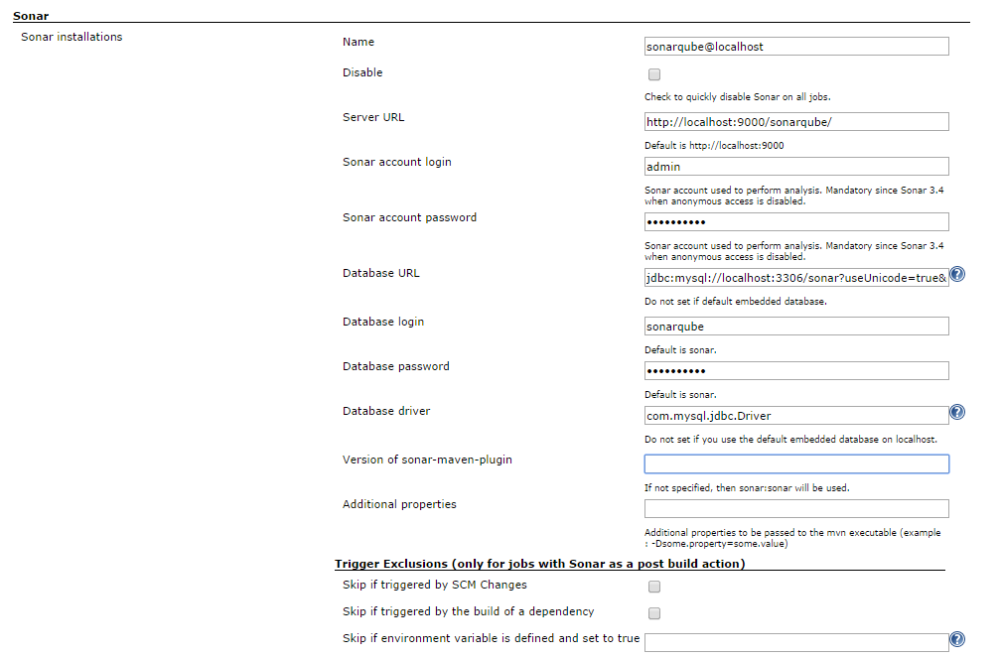 Sonar
Sonar installations
Name
sonarqube@localhost
Disable
Check to quickly disable Sonar on all jobs.
Server URL
http://localhost:9000/sonarqube/
Default is http://localhost:9000
Sonar account login
admin
Sonar account used to perform analysis. Mandatory since Sonar 3.4
when anonymous access is disabled.
Sonar account password
••••••••••
Sonar account used to perform analysis. Mandatory since Sonar 3.4
when anonymous access is disabled.
Database URL
jdbc:mysql://localhost:3306/sonar?useUnicode=true&
?
Do not set if default embedded database.
Database login
sonarqube
Default is sonar.
Database password
••••••••••
Default is sonar.
Database driver
com.mysql.jdbc.Driver
?
Do not set if you use the default embedded database on localhost.
Version of sonar-maven-plugin
If not specified, then sonar:sonar will be used.
Additional properties
Additional properties to be passed to the mvn executable (example
: -Dsome.property=some.value)
Trigger Exclusions (only for jobs with Sonar as a post build action)
Skip if triggered by SCM Changes
Skip if triggered by the build of a dependency
Skip if environment variable is defined and set to true
?